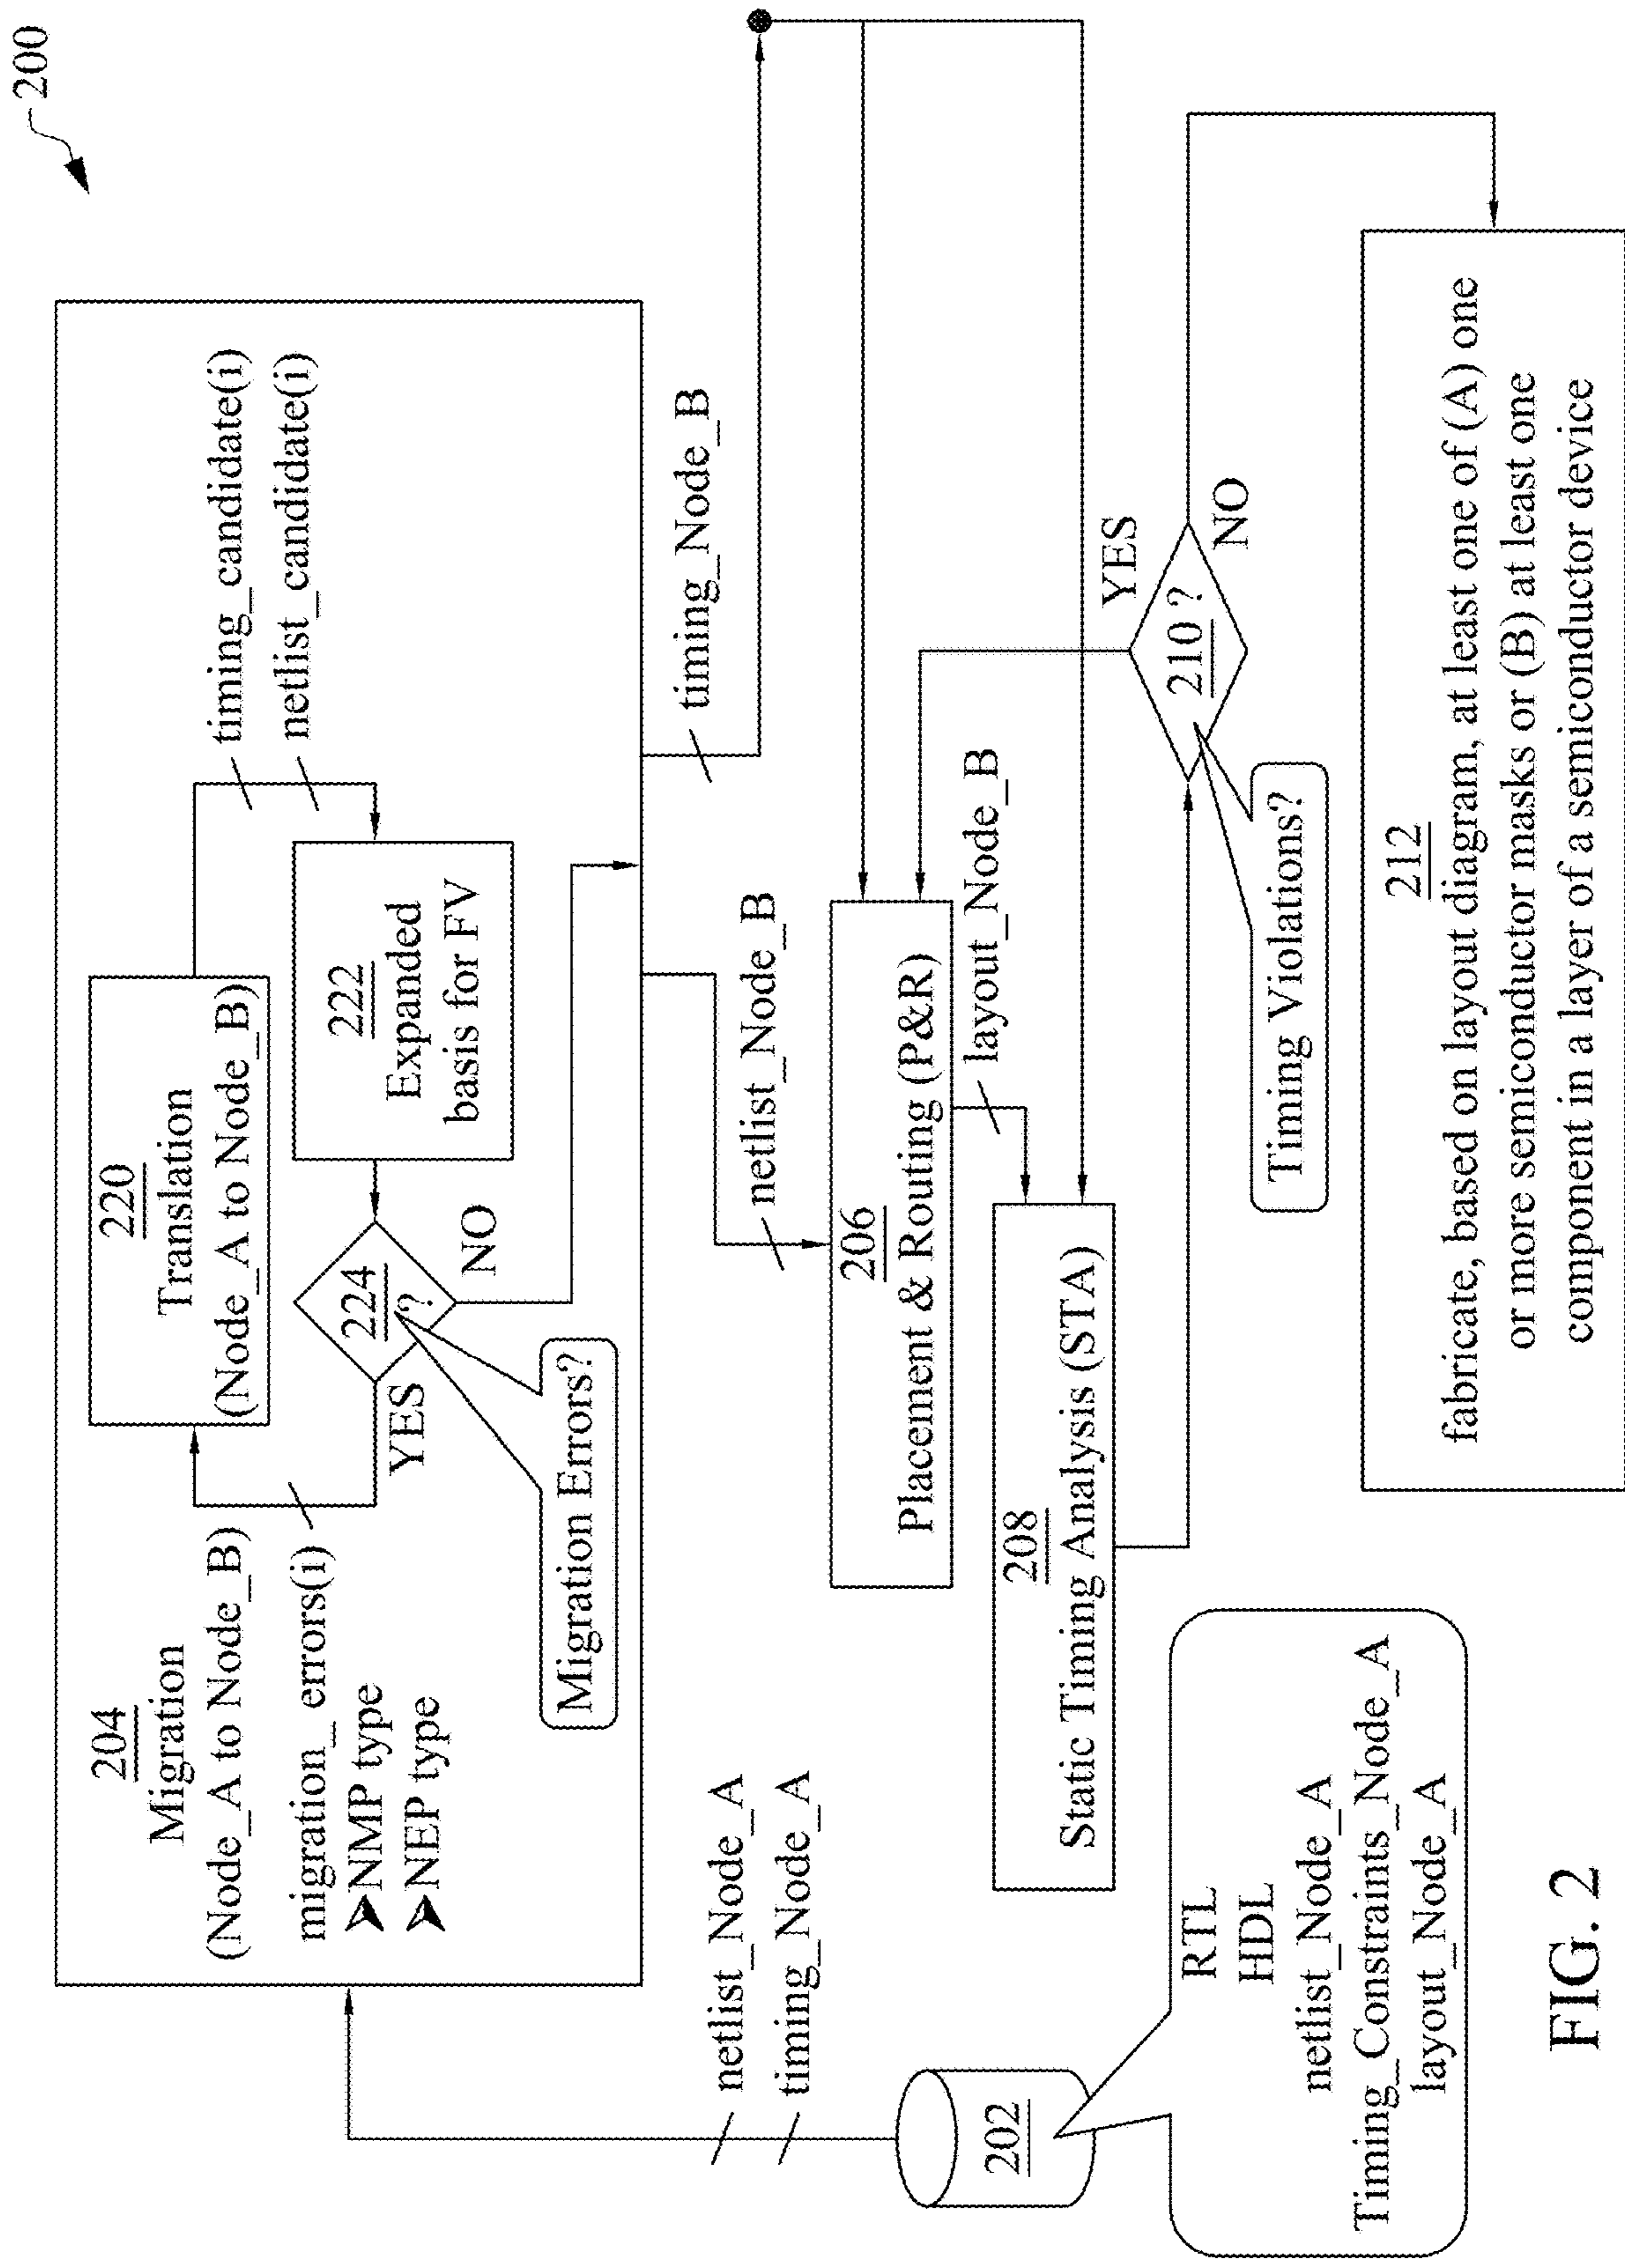 200
204
Migration
(Node_A to Node_B)
migration_errors(i)
➤NMP type
➤NEP type
220
Translation
(Node_A to Node_B)
timing_candidate(i)
netlist_candidate(i)
222
Expanded
basis for FV
224
?
YES
NO
Migration Errors?
netlist_Node_A
timing_Node_A
netlist_Node_B
timing_Node_B
202
RTL
HDL
netlist_Node_A
Timing_Constraints_Node_A
layout_Node_A
206
Placement & Routing (P&R)
layout_Node_B
208
Static Timing Analysis (STA)
210 ?
YES
NO
Timing Violations?
212
fabricate, based on layout diagram, at least one of (A) one
or more semiconductor masks or (B) at least one
component in a layer of a semiconductor device
FIG. 2